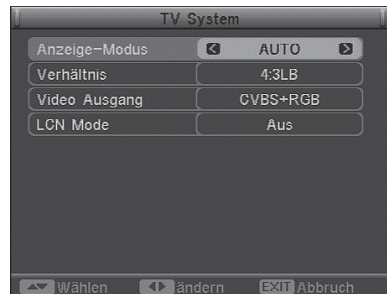 TV System
Anzeige-Modus AUTO
Verhältnis 4:3LB
Video Ausgang CVBS+RGB
LCN Mode Aus
Wählen ändern EXIT Abbruch